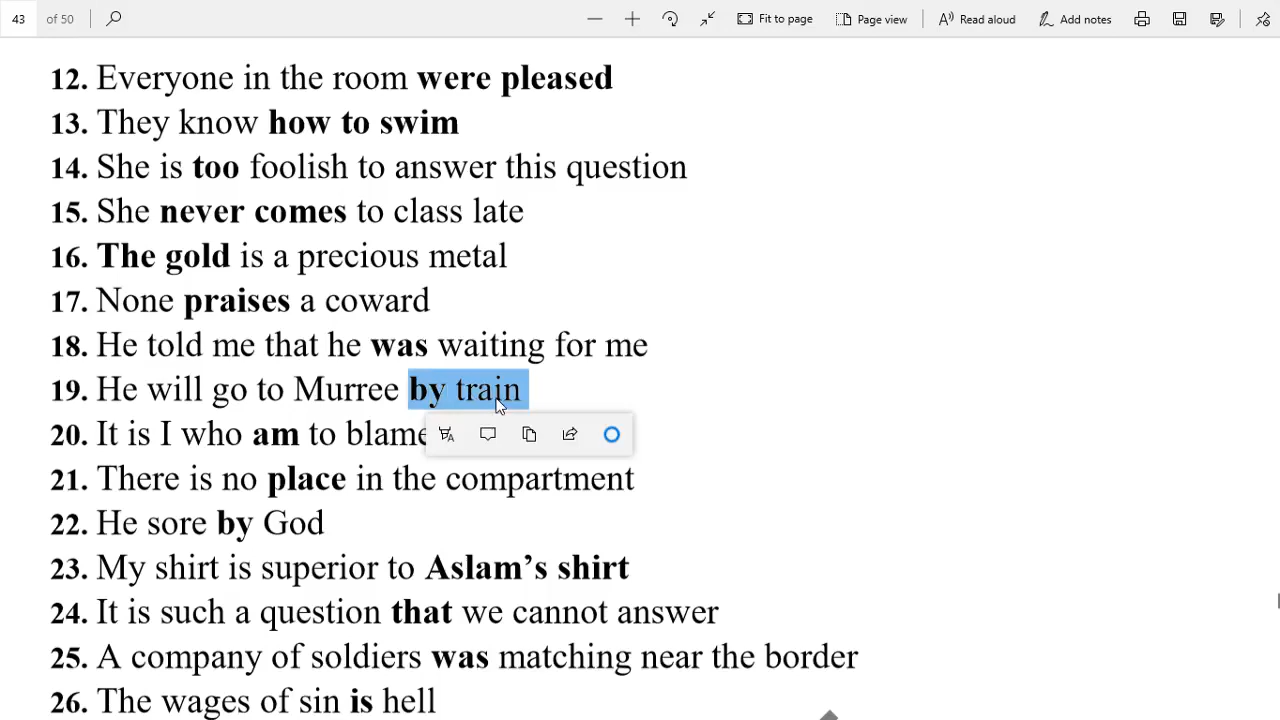 43 of 50 Fit to page Page view Read aloud Add notes
12. Everyone in the room were pleased
13. They know how to swim
14. She is too foolish to answer this question
15. She never comes to class late
16. The gold is a precious metal
17. None praises a coward
18. He told me that he was waiting for me
19. He will go to Murree by train
20. It is I who am to blame
21. There is no place in the compartment
22. He sore by God
23. My shirt is superior to Aslam’s shirt
24. It is such a question that we cannot answer
25. A company of soldiers was matching near the border
26. The wages of sin is hell